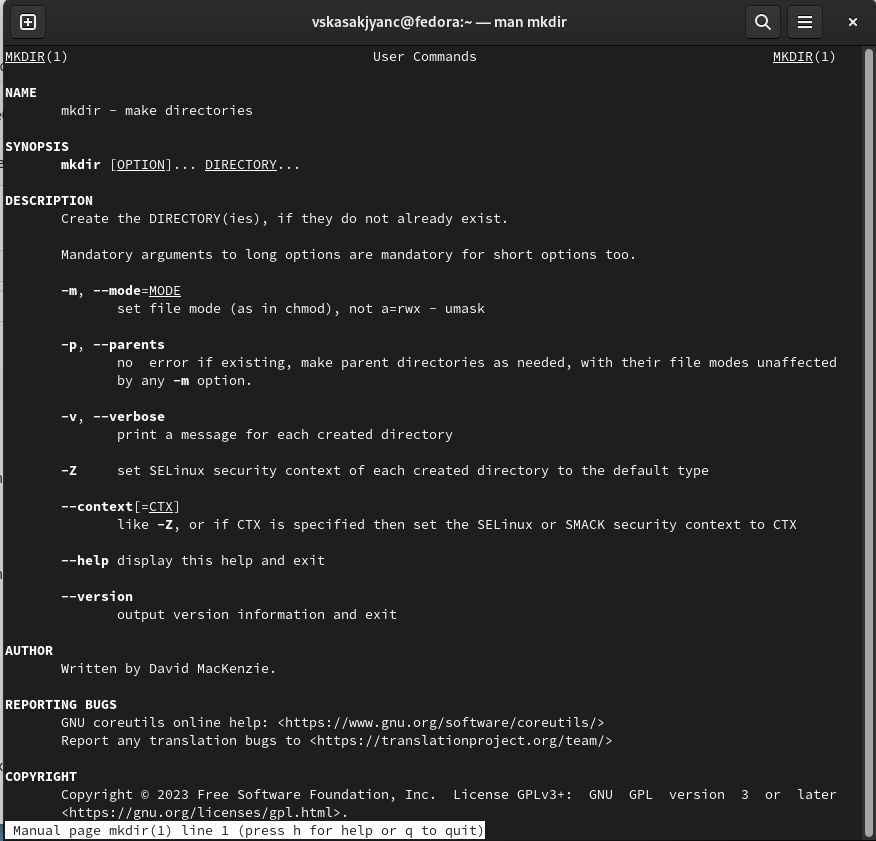 vskasakjyanc@fedora:~ — man mkdir
MKDIR(1) User Commands MKDIR(1)
NAME
mkdir - make directories
SYNOPSIS
mkdir [OPTION]... DIRECTORY...
DESCRIPTION
Create the DIRECTORY(ies), if they do not already exist.
Mandatory arguments to long options are mandatory for short options too.
-m, --mode=MODE
set file mode (as in chmod), not a=rwx - umask
-p, --parents
no  error if existing, make parent directories as needed, with their file modes unaffected
by any -m option.
-v, --verbose
print a message for each created directory
-Z     set SELinux security context of each created directory to the default type
--context[=CTX]
like -Z, or if CTX is specified then set the SELinux or SMACK security context to CTX
--help display this help and exit
--version
output version information and exit
AUTHOR
Written by David MacKenzie.
REPORTING BUGS
GNU coreutils online help: <https://www.gnu.org/software/coreutils/>
Report any translation bugs to <https://translationproject.org/team/>
COPYRIGHT
Copyright © 2023 Free Software Foundation, Inc.  License GPLv3+:  GNU  GPL  version  3  or  later
<https://gnu.org/licenses/gpl.html>.
Manual page mkdir(1) line 1 (press h for help or q to quit)